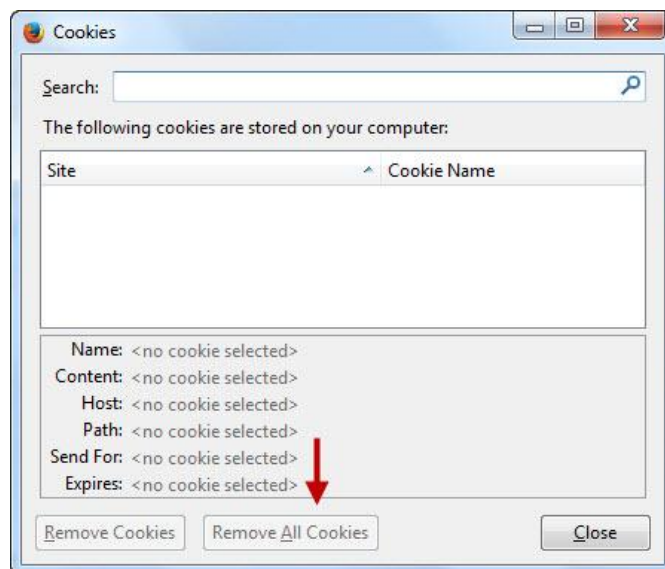 Cookies
Search:
The following cookies are stored on your computer:
Site Cookie Name
Name: <no cookie selected>
Content: <no cookie selected>
Host: <no cookie selected>
Path: <no cookie selected>
Send For: <no cookie selected>
Expires: <no cookie selected>
Remove Cookies Remove All Cookies Close